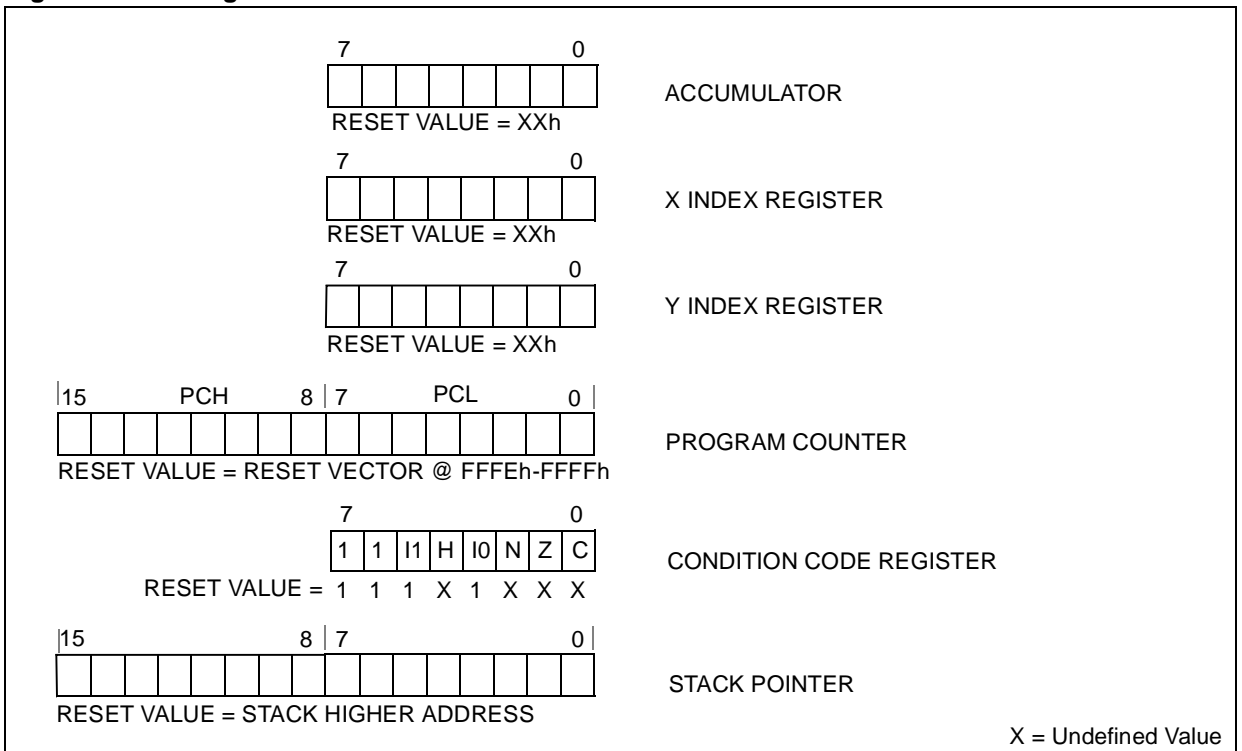 7 0
ACCUMULATOR
RESET VALUE = XXh
7 0
X INDEX REGISTER
RESET VALUE = XXh
7 0
Y INDEX REGISTER
RESET VALUE = XXh
15 PCH 8 7 PCL 0
PROGRAM COUNTER
RESET VALUE = RESET VECTOR @ FFFEh-FFFFh
7 0
1 1 I1 H I0 N Z C
CONDITION CODE REGISTER
RESET VALUE = 1 1 1 X 1 X X X
15 8 7 0
STACK POINTER
RESET VALUE = STACK HIGHER ADDRESS
X = Undefined Value